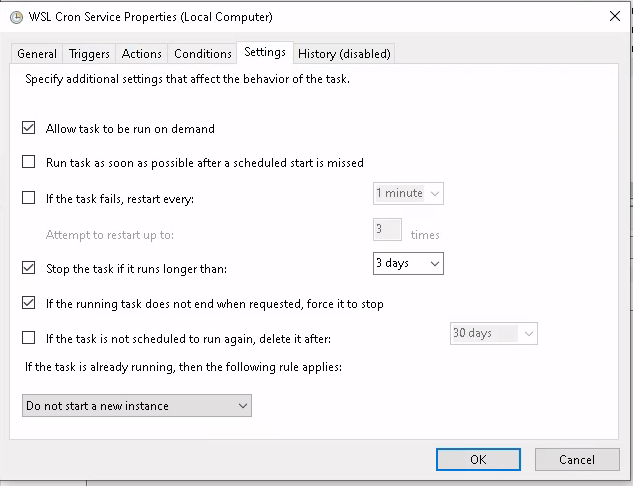 WSL Cron Service Properties (Local Computer)
General Triggers Actions Conditions Settings History (disabled)
Specify additional settings that affect the behavior of the task.
Allow task to be run on demand
Run task as soon as possible after a scheduled start is missed
If the task fails, restart every: 1 minute
Attempt to restart up to: 3 times
Stop the task if it runs longer than: 3 days
If the running task does not end when requested, force it to stop
If the task is not scheduled to run again, delete it after: 30 days
If the task is already running, then the following rule applies:
Do not start a new instance
OK Cancel